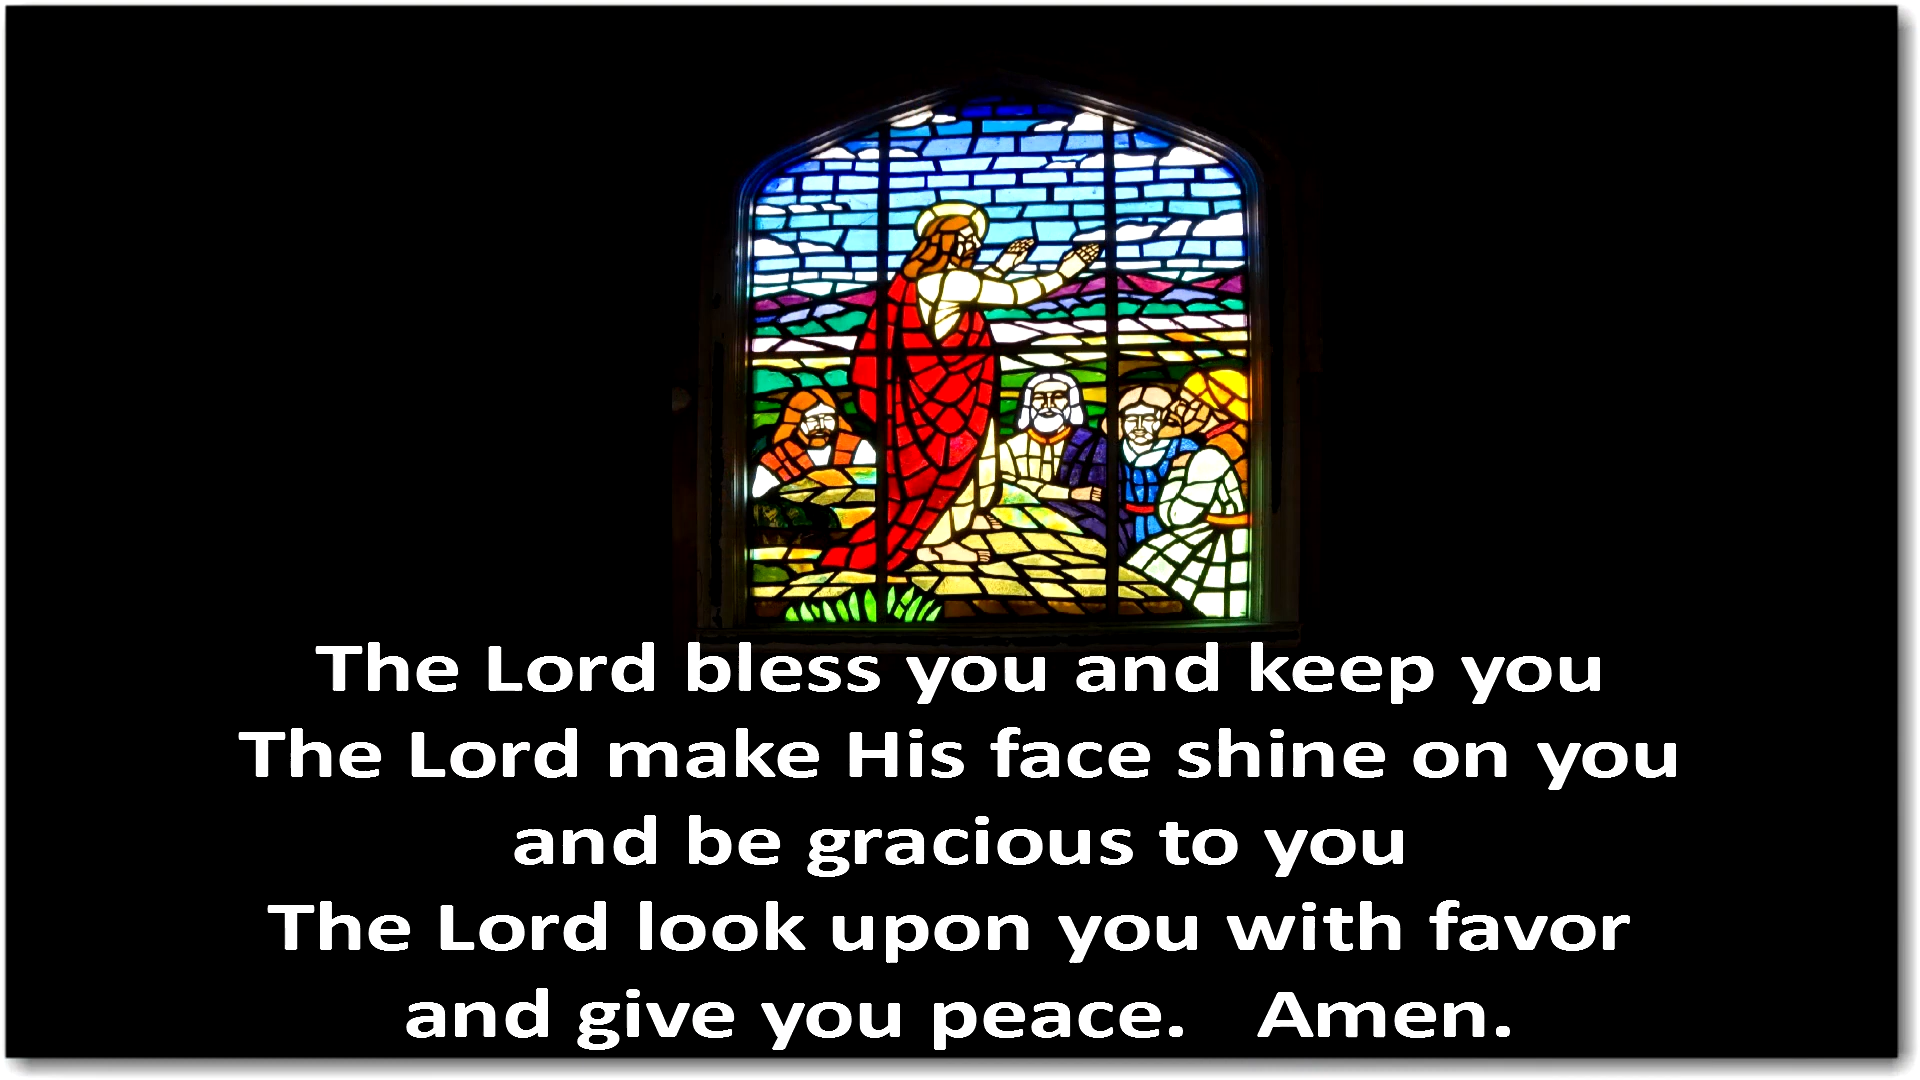 The Lord bless you and keep you
The Lord make His face shine on you
and be gracious to you
The Lord look upon you with favor
and give you peace.   Amen.